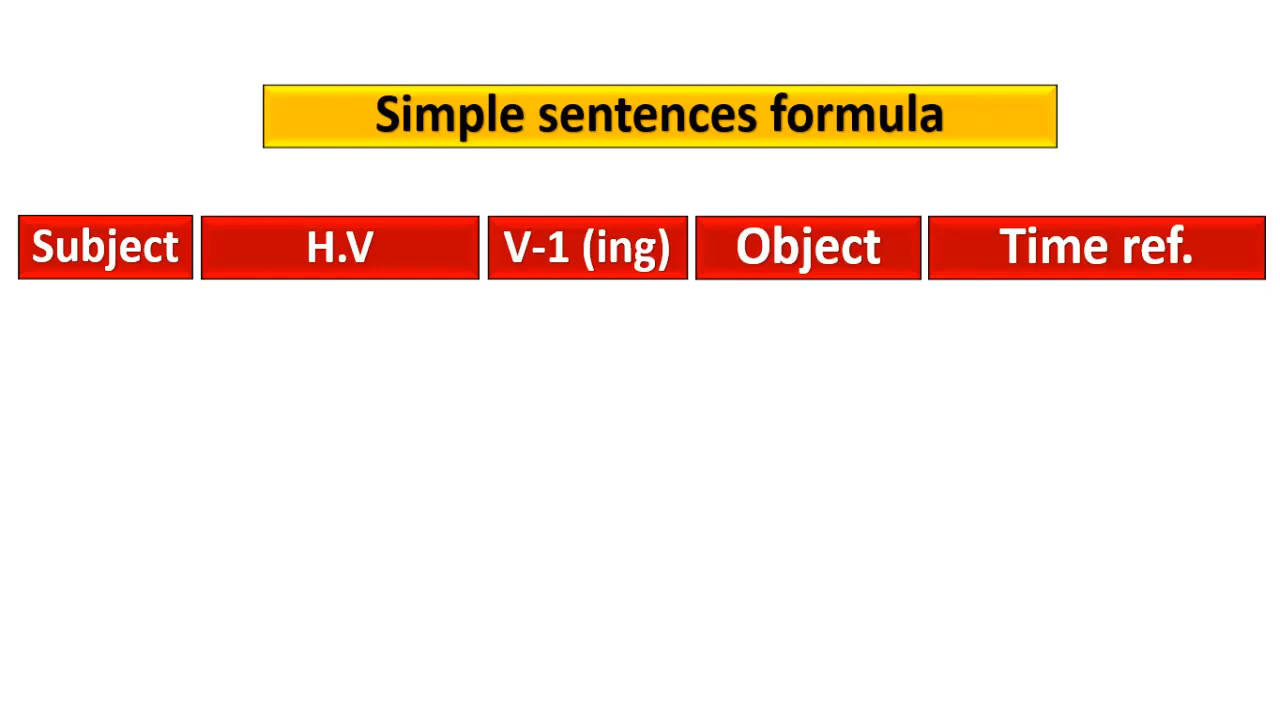 Simple sentences formula
Subject H.V V-1 (ing) Object Time ref.